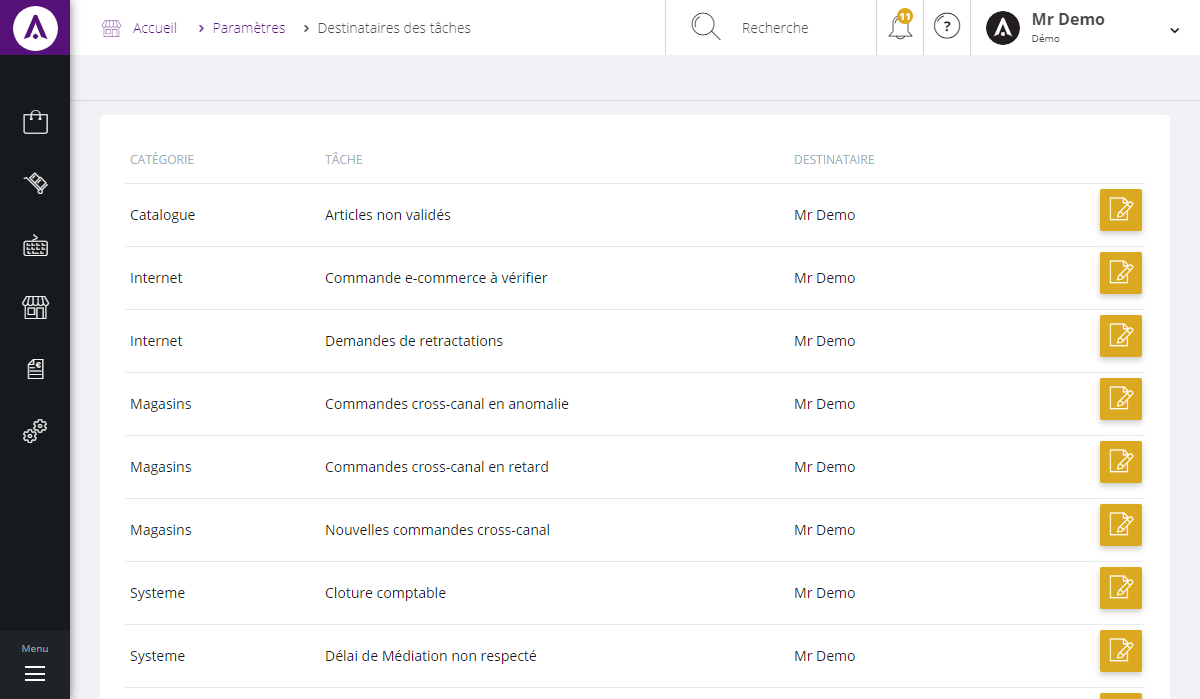 Accueil > Paramètres > Destinataires des tâches
Recherche
11
?
Mr Demo
Démo
CATÉGORIE TÂCHE DESTINATAIRE
Catalogue Articles non validés Mr Demo
Internet Commande e-commerce à vérifier Mr Demo
Internet Demandes de retractations Mr Demo
Magasins Commandes cross-canal en anomalie Mr Demo
Magasins Commandes cross-canal en retard Mr Demo
Magasins Nouvelles commandes cross-canal Mr Demo
Systeme Cloture comptable Mr Demo
Systeme Délai de Médiation non respecté Mr Demo
Menu